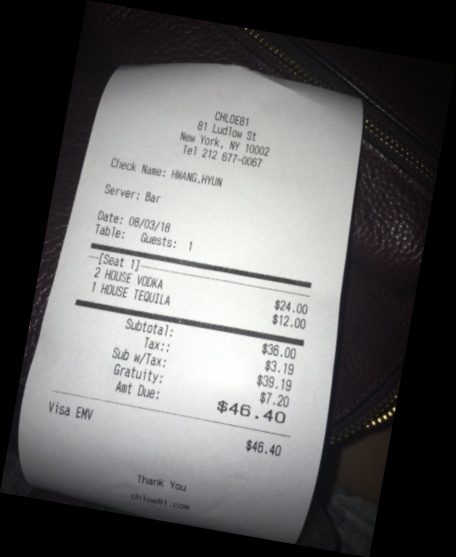 CHLOE81
81 Ludlow St
New York, NY 10002
Tel 212 677-0067
Check Name: HWANG,HYUN
Server: Bar
Date: 08/03/18
Table: Guests: 1
[Seat 1]
2 HOUSE VODKA $24.00
1 HOUSE TEQUILA $12.00
Subtotal: $36.00
Tax:: $3.19
Sub w/Tax: $39.19
Gratuity: $7.20
Amt Due: $46.40
Visa EMV $46.40
Thank You
chloe81.com